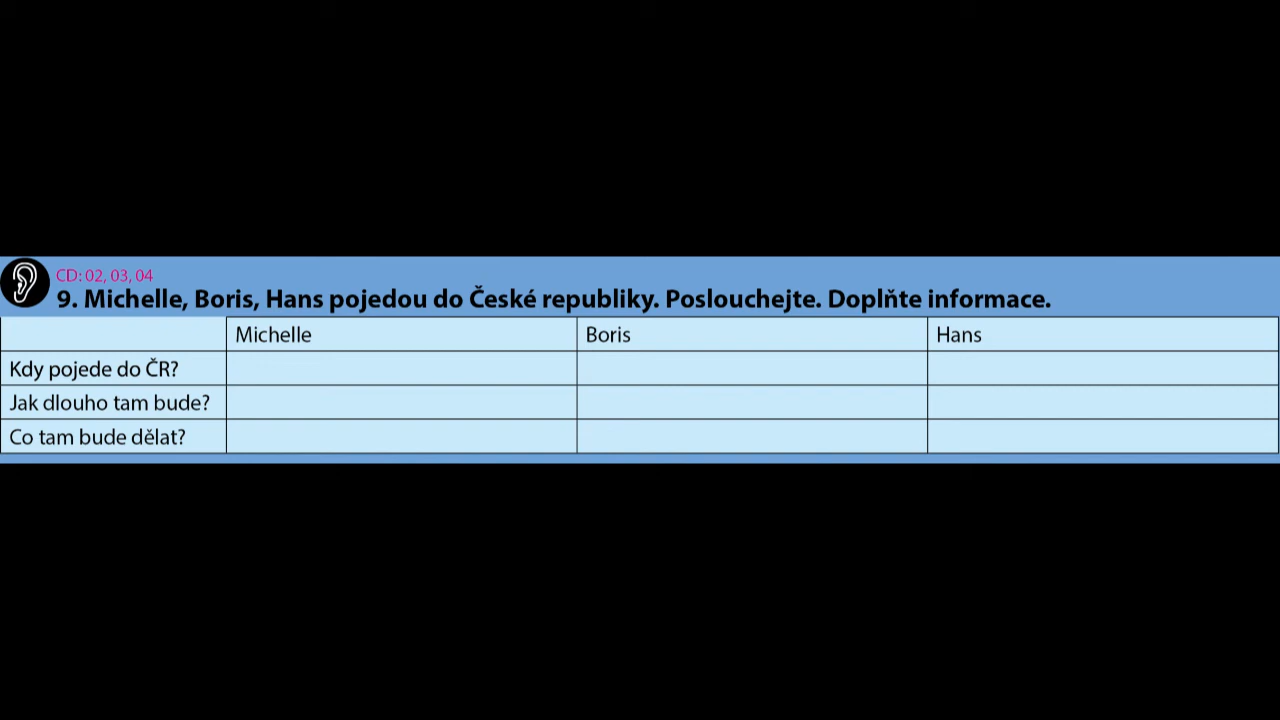 CD: 02, 03, 04
9. Michelle, Boris, Hans pojedou do České republiky. Poslouchejte. Doplňte informace.
Michelle Boris Hans
Kdy pojede do ČR?
Jak dlouho tam bude?
Co tam bude dělat?